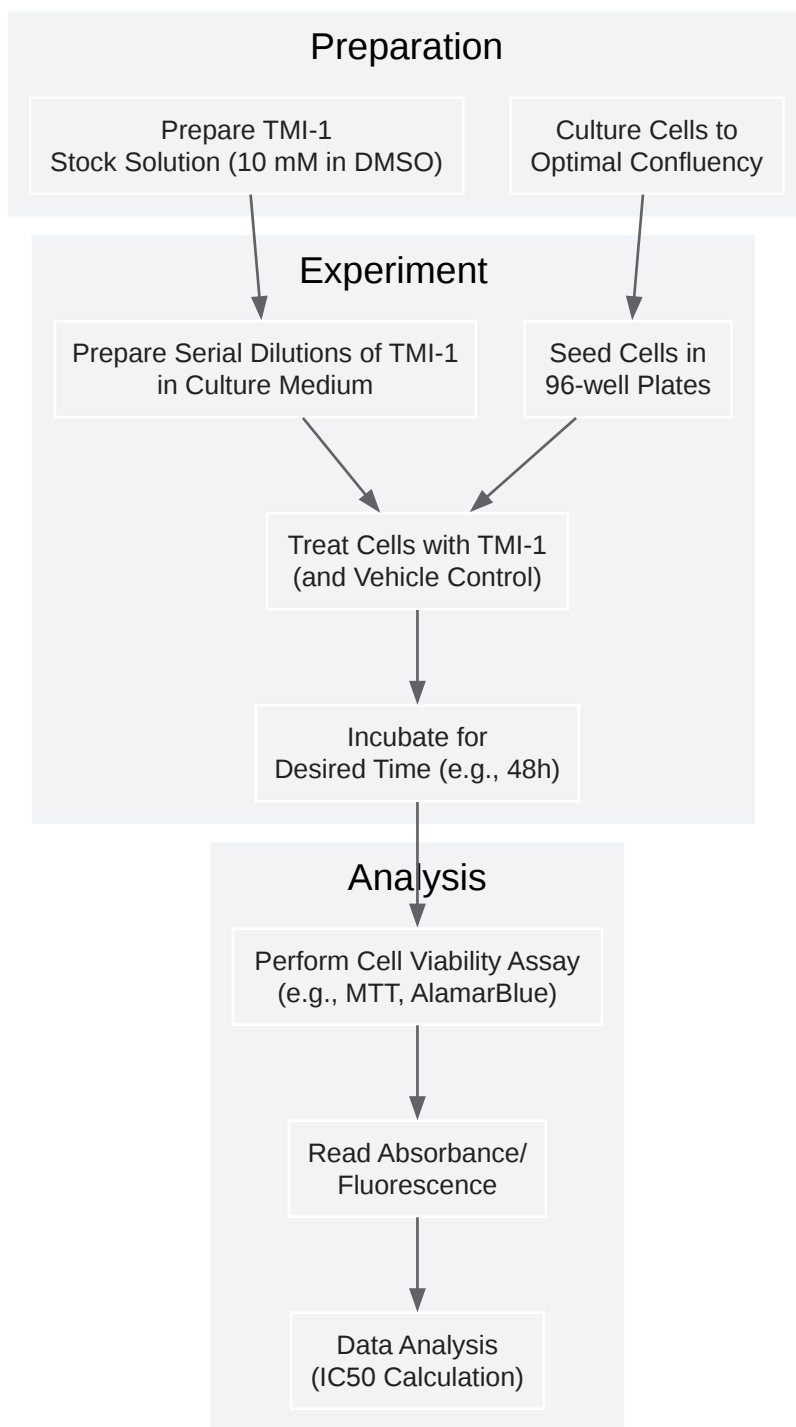 Preparation
Prepare TMI-1
Stock Solution (10 mM in DMSO)
Culture Cells to
Optimal Confluency
Experiment
Prepare Serial Dilutions of TMI-1
in Culture Medium
Seed Cells in
96-well Plates
Treat Cells with TMI-1
(and Vehicle Control)
Incubate for
Desired Time (e.g., 48h)
Analysis
Perform Cell Viability Assay
(e.g., MTT, AlamarBlue)
Read Absorbance/
Fluorescence
Data Analysis
(IC50 Calculation)